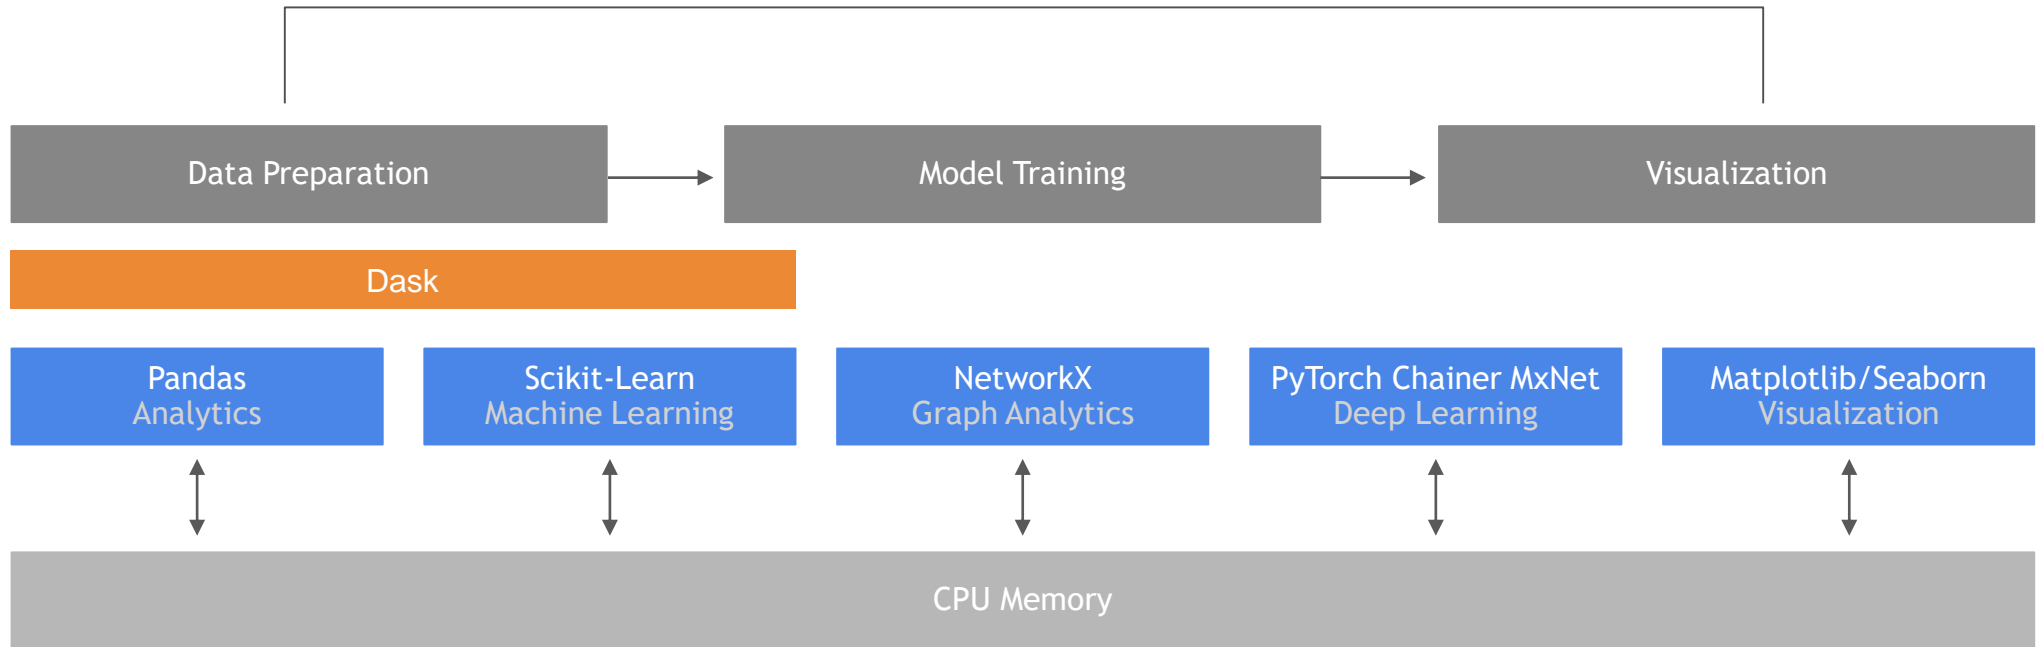 Data Preparation
Model Training
Visualization
Dask
Pandas
Analytics
Scikit-Learn
Machine Learning
NetworkX
Graph Analytics
PyTorch Chainer MxNet
Deep Learning
Matplotlib/Seaborn
Visualization
CPU Memory